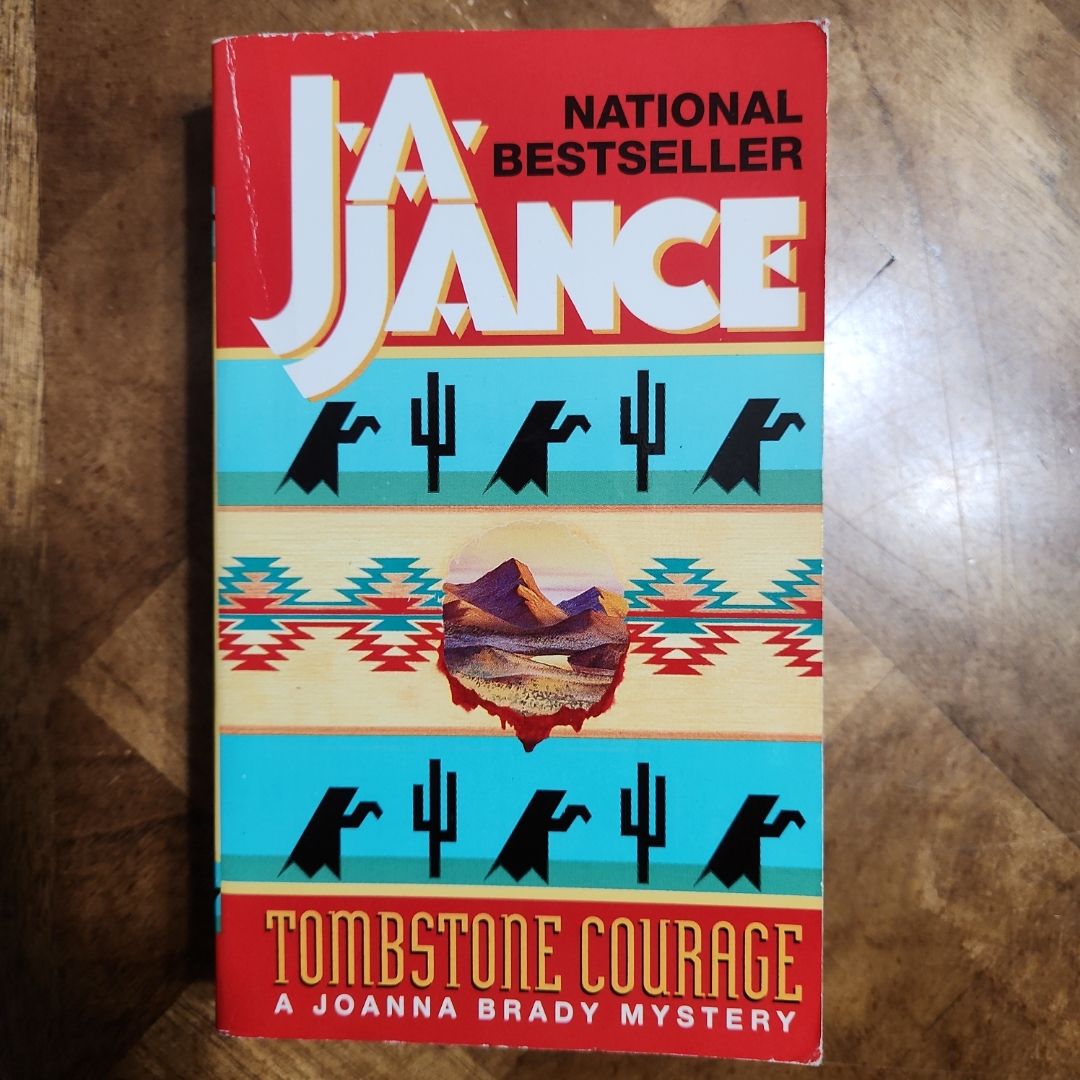 J.A.
NATIONAL
BESTSELLER
JANCE
TOMBSTONE COURAGE
A JOANNA BRADY MYSTERY